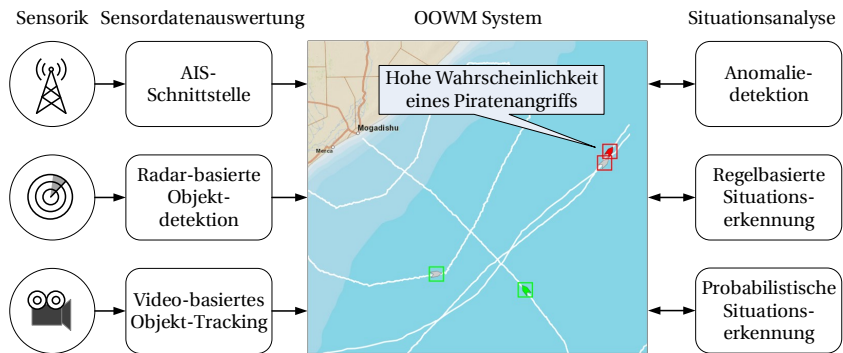 Sensorik
Sensordatenauswertung
OOWM System
Situationsanalyse
AIS-
Schnittstelle
Hohe Wahrscheinlichkeit
eines Piratenangriffs
Anomalie-
detektion
Mogadishu
Merca
Radar-basierte
Objekt-
detektion
Regelbasierte
Situations-
erkennung
Video-basiertes
Objekt-Tracking
Probabilistische
Situations-
erkennung